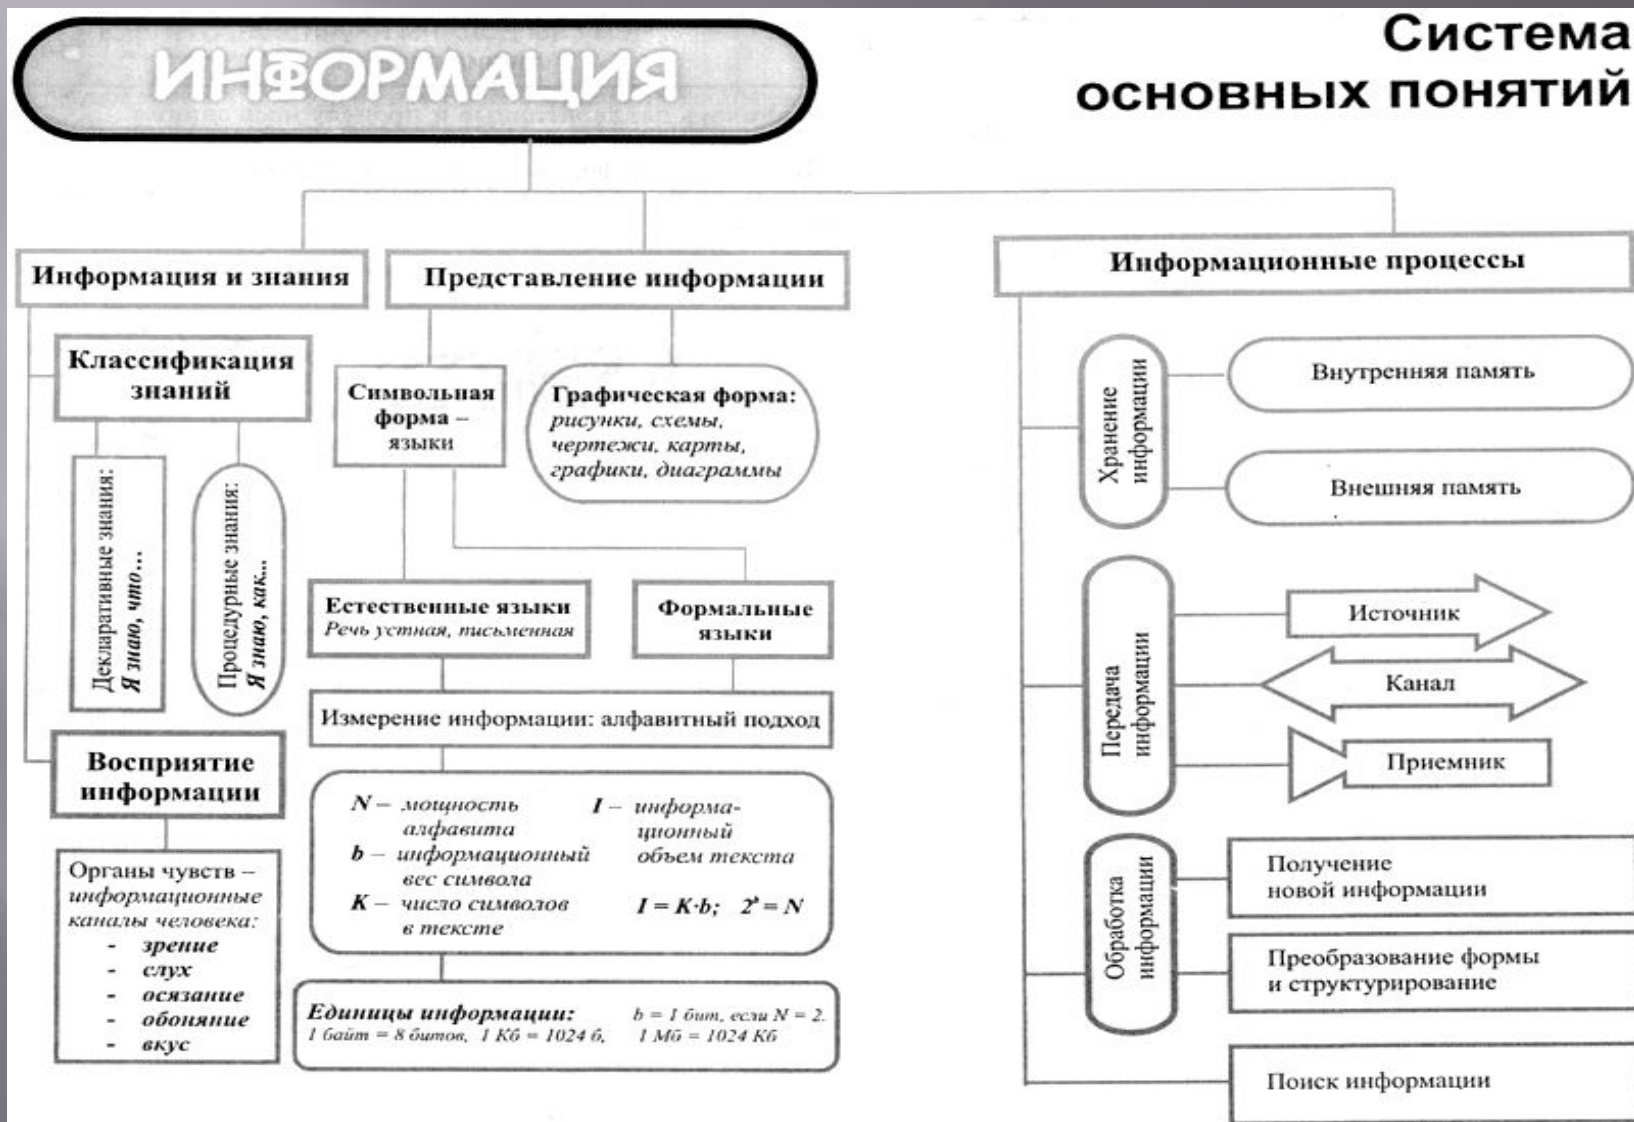 ИНФОРМАЦИЯ
Система
основных понятий
Информация и знания
Классификация
знаний
Декларативные знания:
Я знаю, что...
Процедурные знания:
Я знаю, как...
Восприятие
информации
Органы чувств –
информационные
каналы человека:
- зрение
- слух
- осязание
- обоняние
- вкус
Представление информации
Символьная
форма –
языки
Графическая форма:
рисунки, схемы,
чертежи, карты,
графики, диаграммы
Естественные языки
Речь устная, письменная
Формальные
языки
Измерение информации: алфавитный подход
N – мощность
алфавита
b – информационный
вес символа
K – число символов
в тексте
I – информа-
ционный
объем текста
I = K·b; 2ᵇ = N
Единицы информации: b = 1 бит, если N = 2.
1 байт = 8 битов, 1 Кб = 1024 б, 1 Мб = 1024 Кб
Информационные процессы
Хранение
информации
Внутренняя память
Внешняя память
Передача
информации
Источник
Канал
Приемник
Обработка
информации
Получение
новой информации
Преобразование формы
и структурирование
Поиск информации